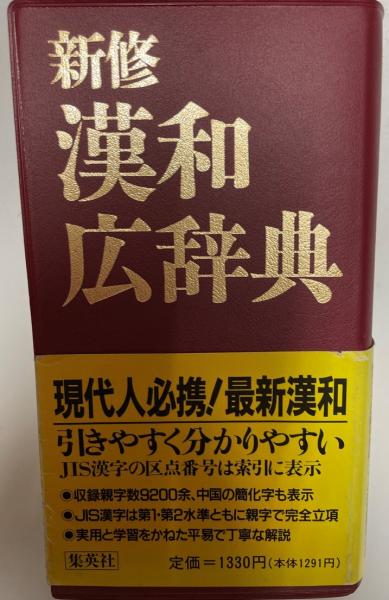 新修
漢和
広辞典
現代人必携!最新漢和
引きやすく分かりやすい
JIS漢字の区点番号は索引に表示
●収録親字数9200余、中国の簡化字も表示
●JIS漢字は第1・第2水準ともに親字で完全立項
●実用と学習をかねた平易で丁寧な解説
集英社
定価=1330円(本体1291円)